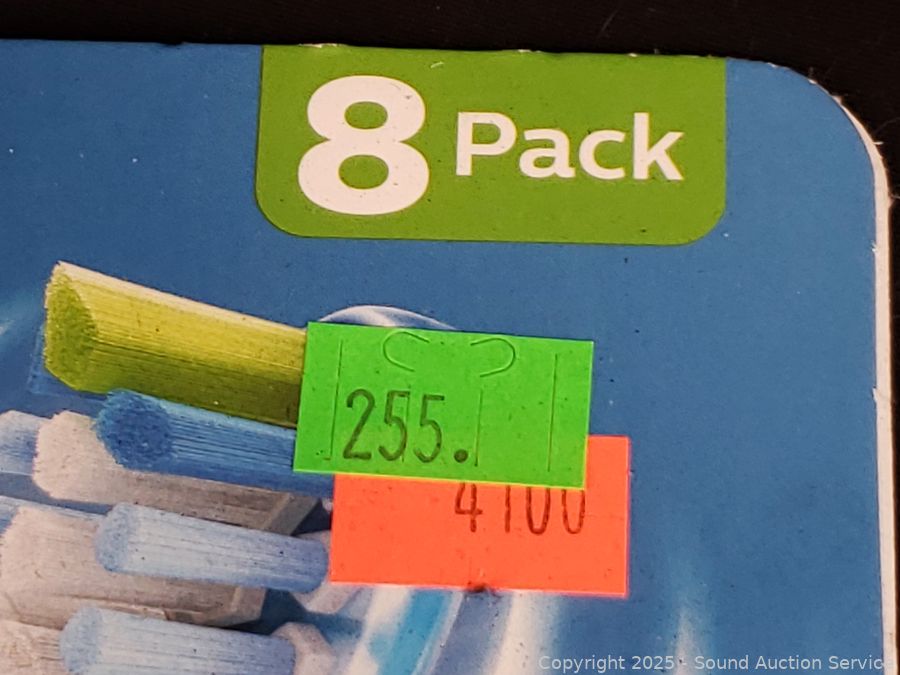 8 Pack
255.
4100
Copyright 2025 - Sound Auction Service